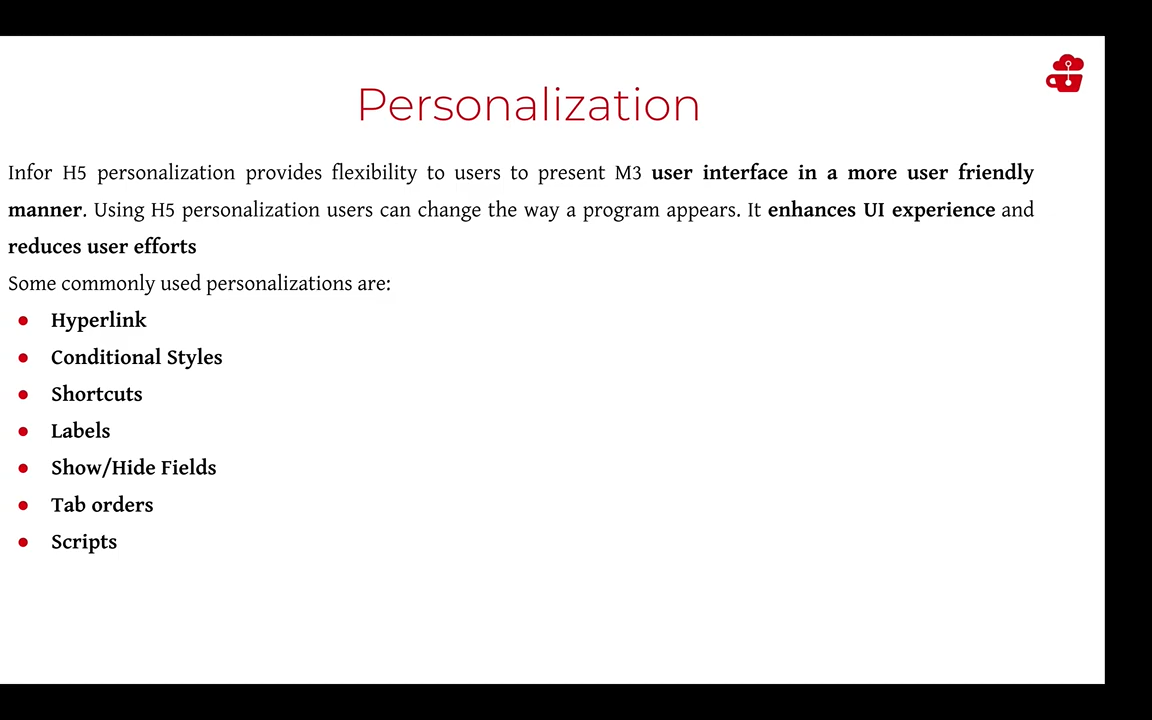 Personalization
Infor H5 personalization provides flexibility to users to present M3 user interface in a more user friendly
manner. Using H5 personalization users can change the way a program appears. It enhances UI experience and
reduces user efforts
Some commonly used personalizations are:
● Hyperlink
● Conditional Styles
● Shortcuts
● Labels
● Show/Hide Fields
● Tab orders
● Scripts